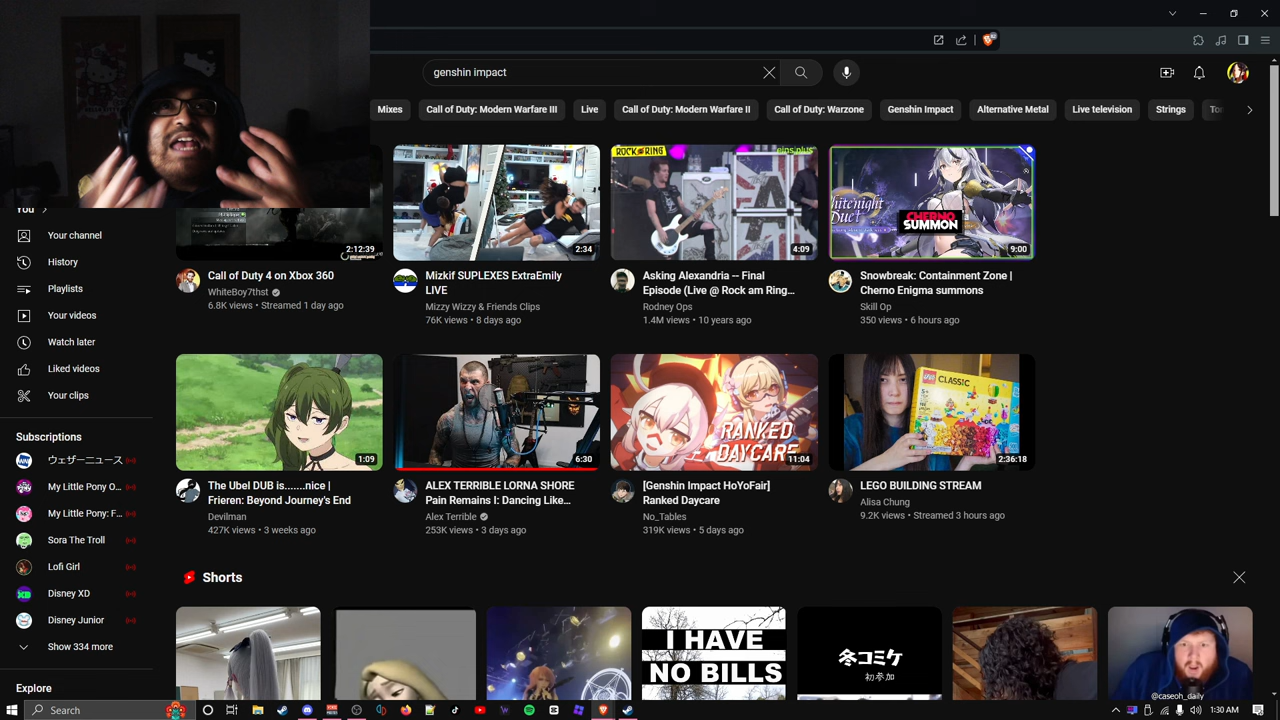 genshin impact
Mixes
Call of Duty: Modern Warfare III
Live
Call of Duty: Modern Warfare II
Call of Duty: Warzone
Genshin Impact
Alternative Metal
Live television
Strings
2:12:39
Call of Duty 4 on Xbox 360
WhiteBoy7thst
6.8K views • Streamed 1 day ago
2:34
Mizkif SUPLEXES ExtraEmily
LIVE
Mizzy Wizzy & Friends Clips
76K views • 8 days ago
ROCK RING
4:09
Asking Alexandria -- Final
Episode (Live @ Rock am Ring...
Rodney Ops
1.4M views • 10 years ago
CHERNO
SUMMON
9:00
Snowbreak: Containment Zone |
Cherno Enigma summons
Skill Op
350 views • 6 hours ago
You
Your channel
History
Playlists
Your videos
Watch later
Liked videos
Your clips
Subscriptions
ウェザーニュース
My Little Pony O...
My Little Pony: F...
Sora The Troll
Lofi Girl
Disney XD
Disney Junior
Show 334 more
Explore
1:09
The Ubel DUB is.......nice |
Frieren: Beyond Journey's End
Devilman
427K views • 3 weeks ago
6:30
ALEX TERRIBLE LORNA SHORE
Pain Remains I: Dancing Like...
Alex Terrible
253K views • 3 days ago
RANKED
DAYCARE
11:04
[Genshin Impact HoYoFair]
Ranked Daycare
No_Tables
319K views • 5 days ago
LEGO
CLASSIC
2:36:18
LEGO BUILDING STREAM
Alisa Chung
9.2K views • Streamed 3 hours ago
Shorts
I HAVE
NO BILLS
冬コミケ
初参加
@caseoh_daily
Search
1:30 AM